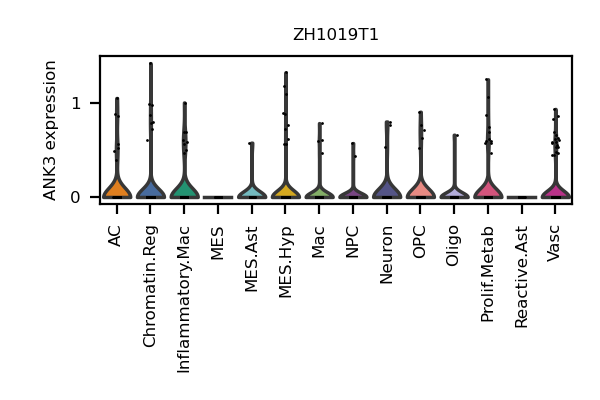 ZH1019T1
ANK3 expression
1
0
AC
Chromatin.Reg
Inflammatory.Mac
MES
MES.Ast
MES.Hyp
Mac
NPC
Neuron
OPC
Oligo
Prolif.Metab
Reactive.Ast
Vasc